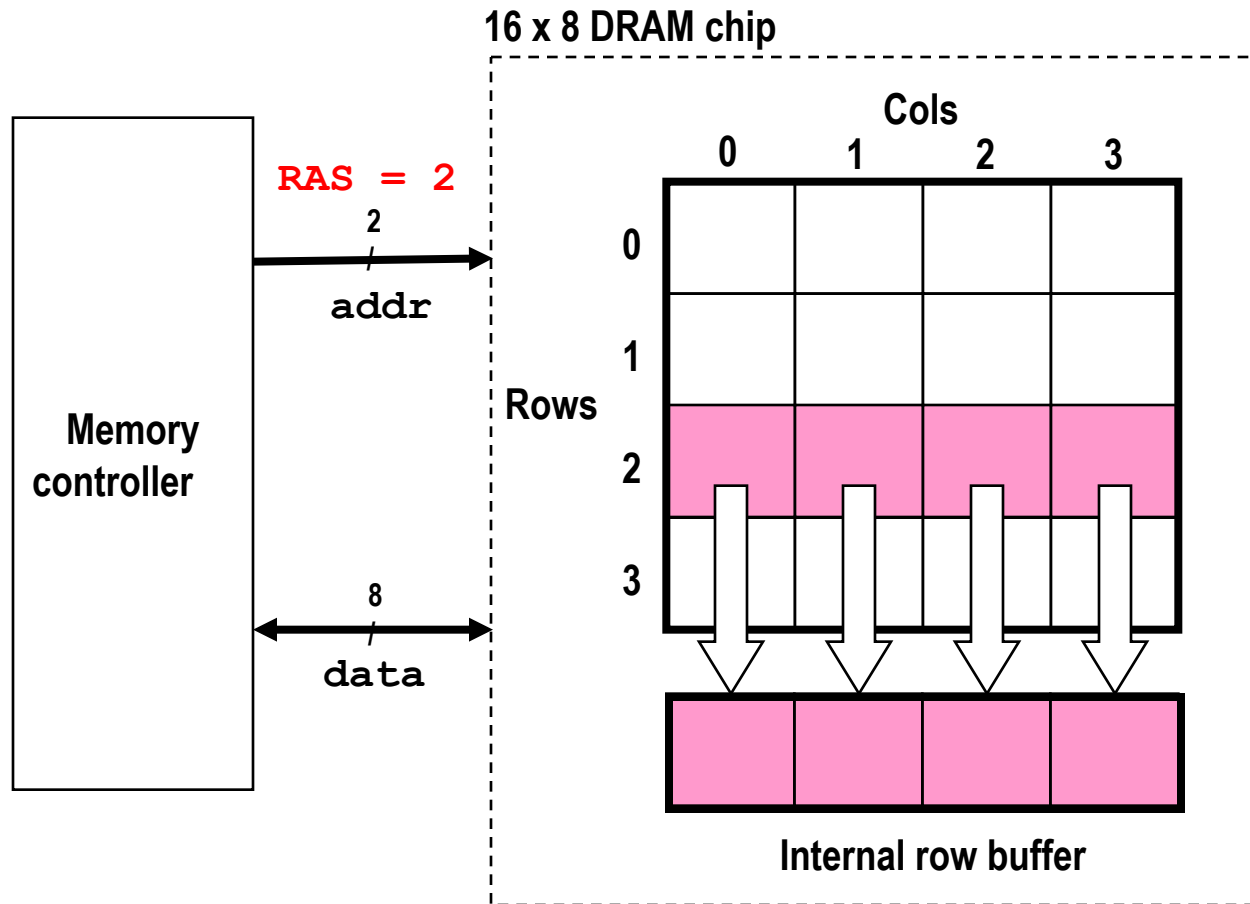 16 x 8 DRAM chip
Cols
0 1 2 3
RAS = 2
2
addr
0
1
Rows
2
3
Memory
controller
8
data
Internal row buffer